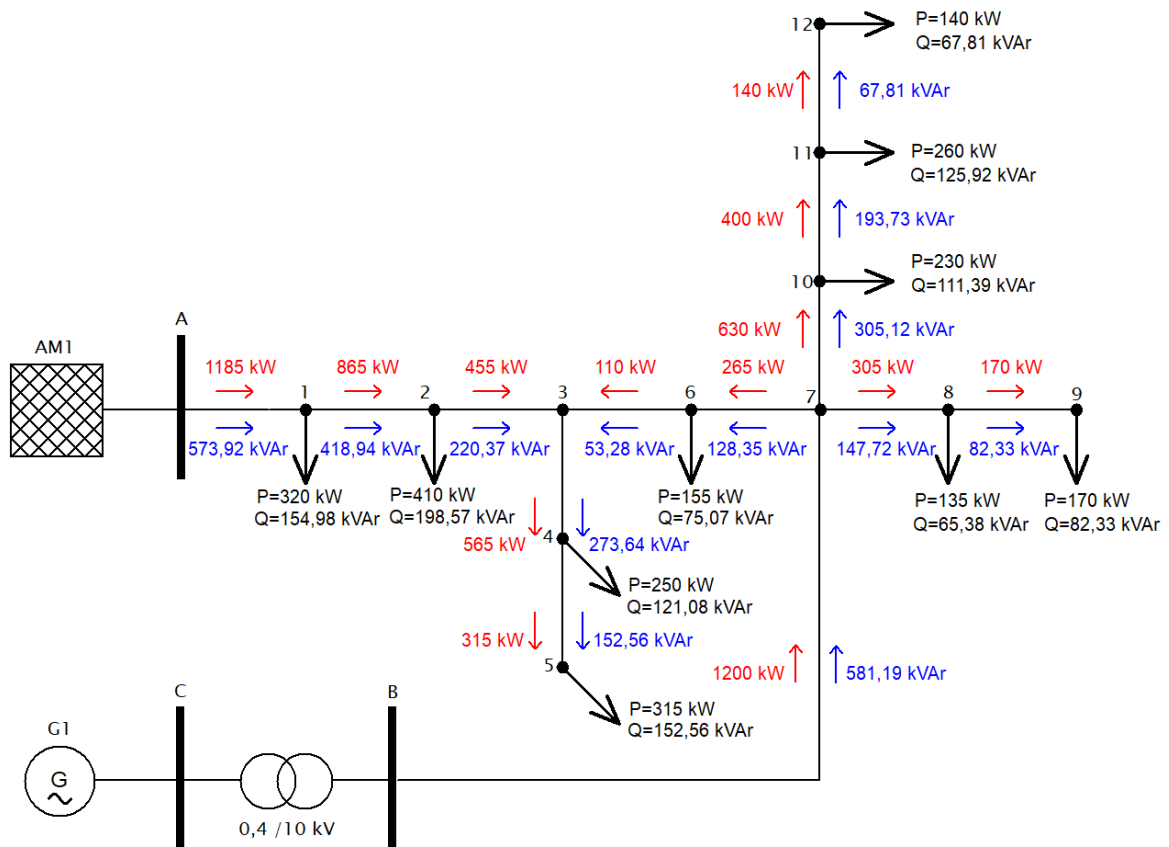 12
P=140 kW
Q=67,81 kVAr
140 kW
67,81 kVAr
11
P=260 kW
Q=125,92 kVAr
400 kW
193,73 kVAr
P=230 kW
10
Q=111,39 kVAr
A
630 kW
305,12 kVAr
AM1
1185 kW
865 kW
455 kW
110 kW
265 kW
305 kW
170 kW
1
2
3
6
7
8
9
573,92 kVAr
418,94 kVAr
220,37 kVAr
53,28 kVAr
128,35 kVAr
147,72 kVAr
82,33 kVAr
P=320 kW
Q=154,98 kVAr
P=410 kW
Q=198,57 kVAr
P=155 kW
Q=75,07 kVAr
P=135 kW
Q=65,38 kVAr
P=170 kW
Q=82,33 kVAr
565 kW
4
273,64 kVAr
P=250 kW
Q=121,08 kVAr
315 kW
152,56 kVAr
5
1200 kW
581,19 kVAr
C
B
P=315 kW
Q=152,56 kVAr
G1
G
0,4 /10 kV